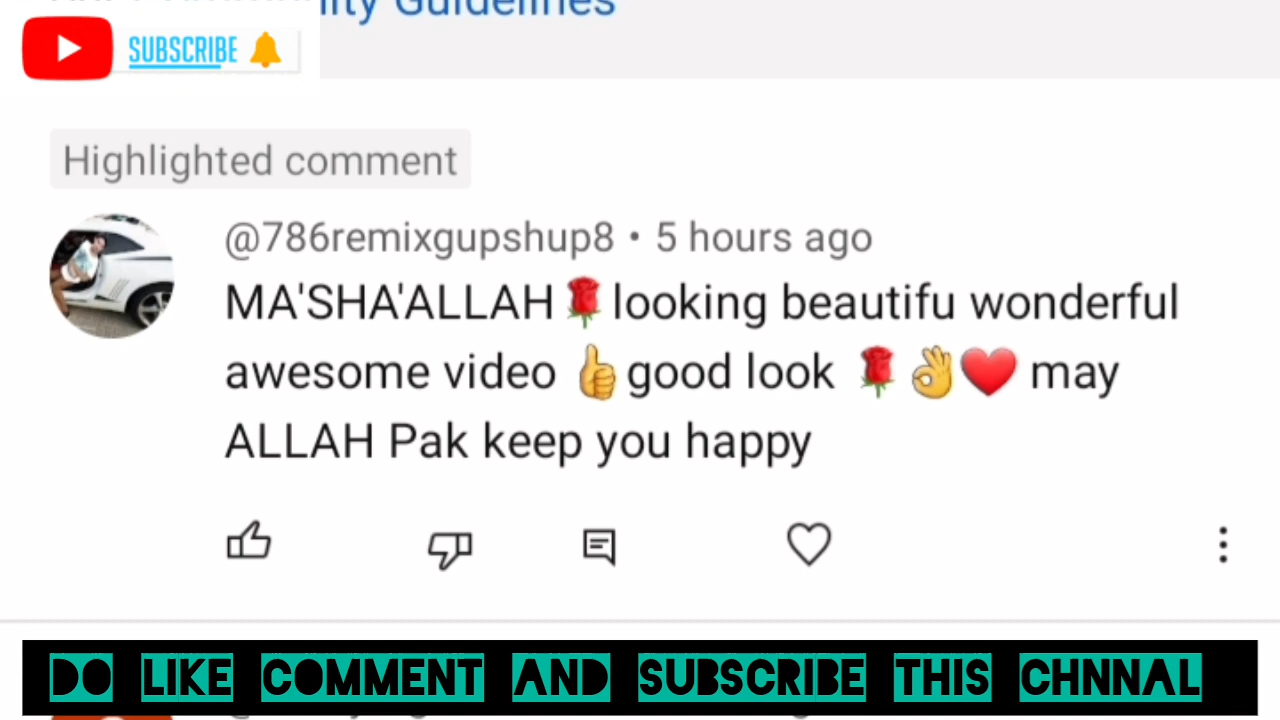 Guidelines
SUBSCRIBE
Highlighted comment
@786remixgupshup8 • 5 hours ago
MA'SHA'ALLAH🌹looking beautifu wonderful
awesome video 👍good look 🌹👌❤️ may
ALLAH Pak keep you happy
DO LIKE COMMENT AND SUBSCRIBE THIS CHNNAL